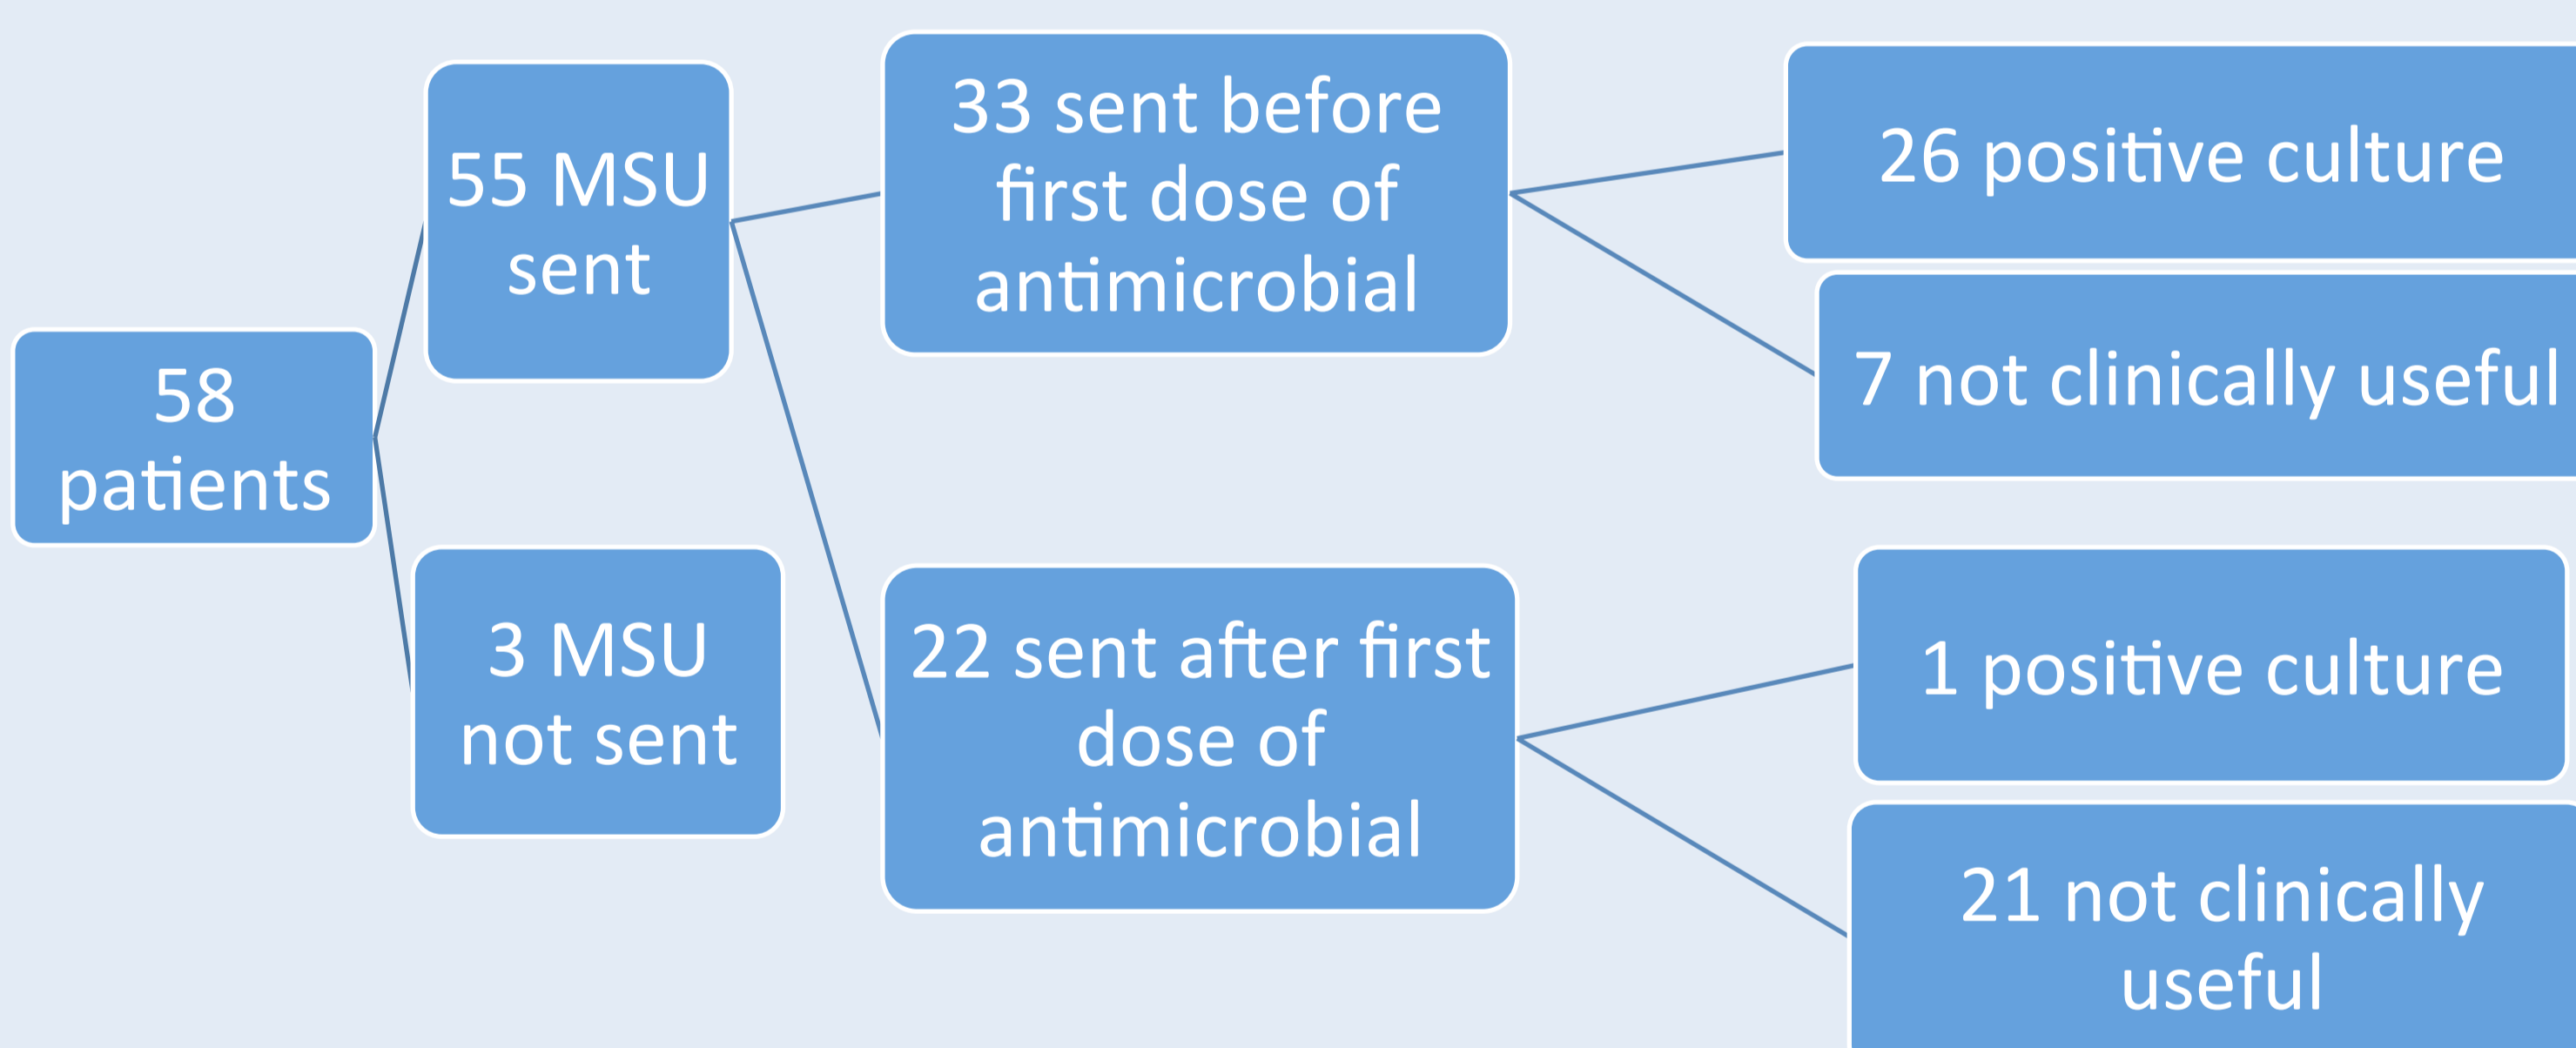 58
patients
55 MSU
sent
3 MSU
not sent
33 sent before
first dose of
antimicrobial
22 sent after first
dose of
antimicrobial
26 positive culture
7 not clinically useful
1 positive culture
21 not clinically
useful